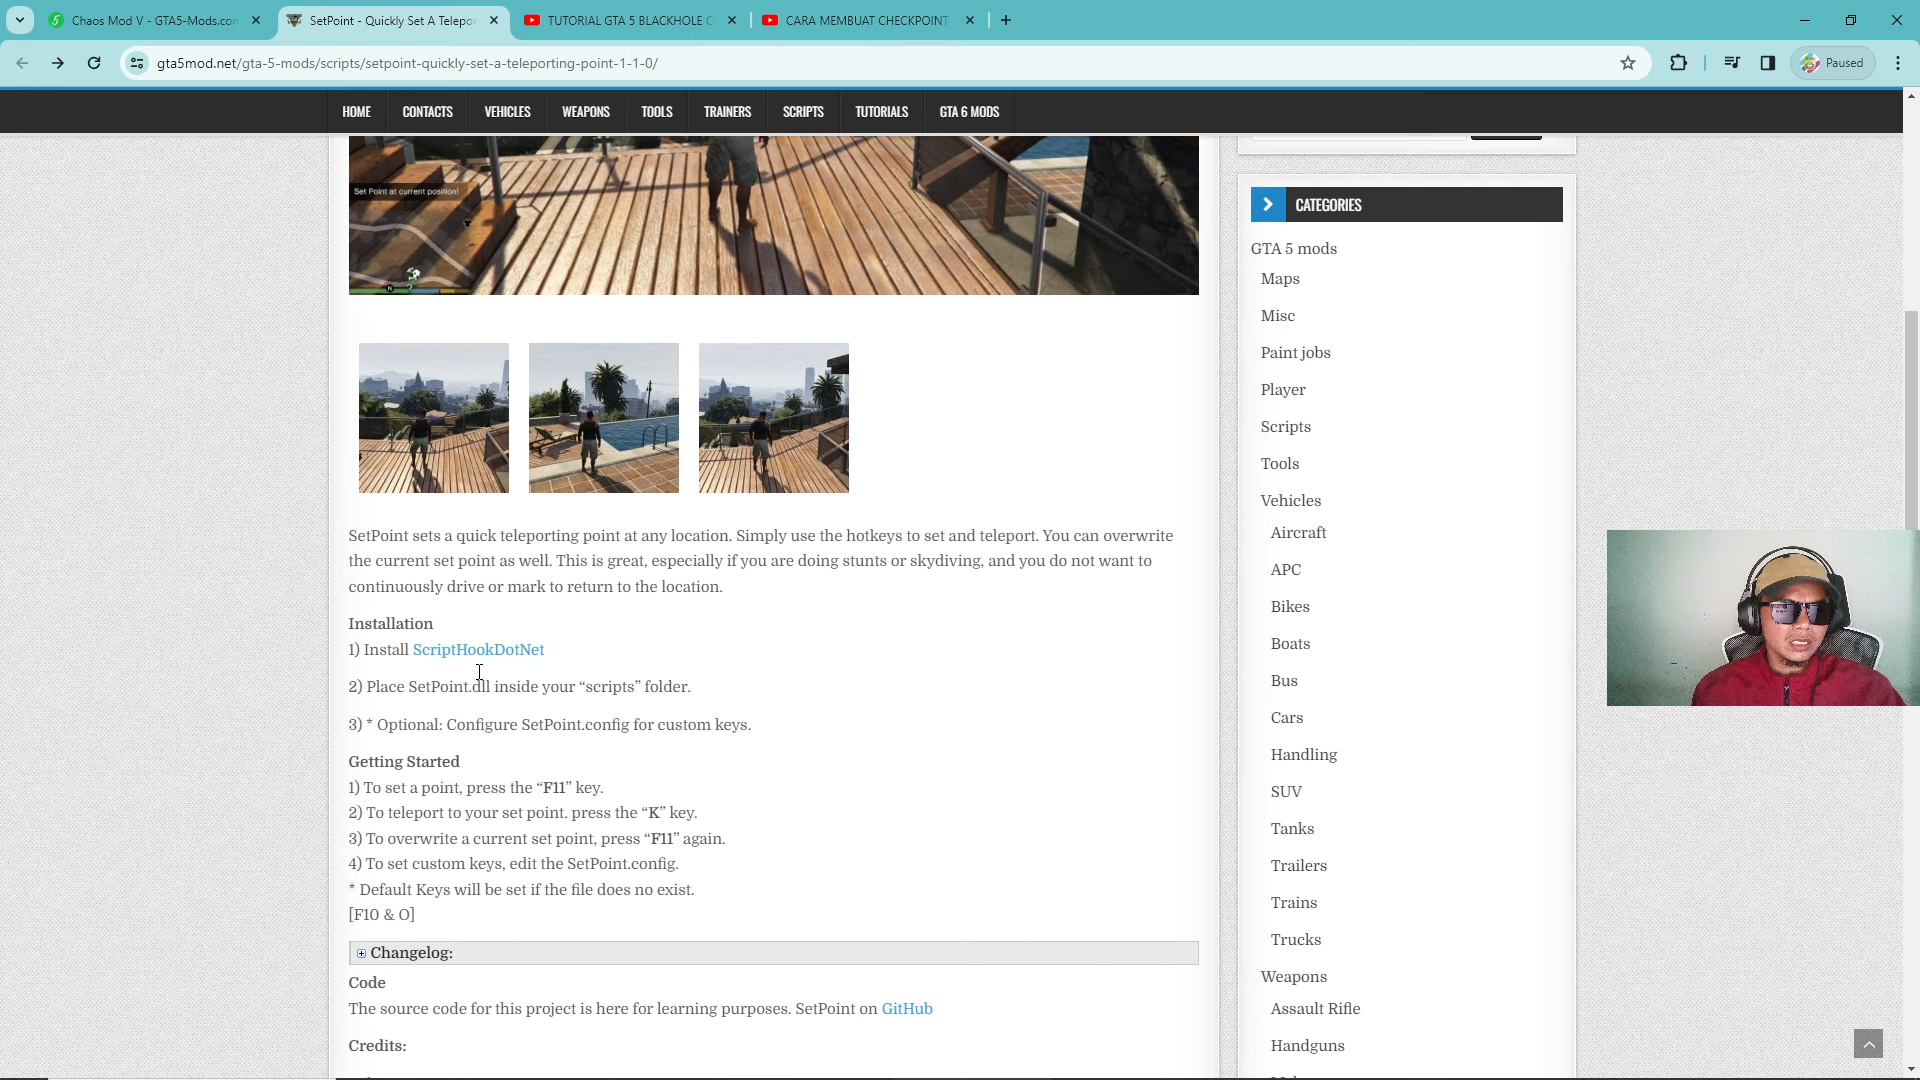 Chaos Mod V - GTA5-Mods.con
SetPoint - Quickly Set A Telepor
TUTORIAL GTA 5 BLACKHOLE C
CARA MEMBUAT CHECKPOINT
gta5mod.net/gta-5-mods/scripts/setpoint-quickly-set-a-teleporting-point-1-1-0/
Paused
HOME CONTACTS VEHICLES WEAPONS TOOLS TRAINERS SCRIPTS TUTORIALS GTA 6 MODS
Set Point at current position!
SetPoint sets a quick teleporting point at any location. Simply use the hotkeys to set and teleport. You can overwrite
the current set point as well. This is great, especially if you are doing stunts or skydiving, and you do not want to
continuously drive or mark to return to the location.
Installation
1) Install ScriptHookDotNet
2) Place SetPoint.dll inside your “scripts” folder.
3) * Optional: Configure SetPoint.config for custom keys.
Getting Started
1) To set a point, press the “F11” key.
2) To teleport to your set point. press the “K” key.
3) To overwrite a current set point, press “F11” again.
4) To set custom keys, edit the SetPoint.config.
* Default Keys will be set if the file does no exist.
[F10 & O]
Changelog:
Code
The source code for this project is here for learning purposes. SetPoint on GitHub
Credits:
CATEGORIES
GTA 5 mods
Maps
Misc
Paint jobs
Player
Scripts
Tools
Vehicles
Aircraft
APC
Bikes
Boats
Bus
Cars
Handling
SUV
Tanks
Trailers
Trains
Trucks
Weapons
Assault Rifle
Handguns